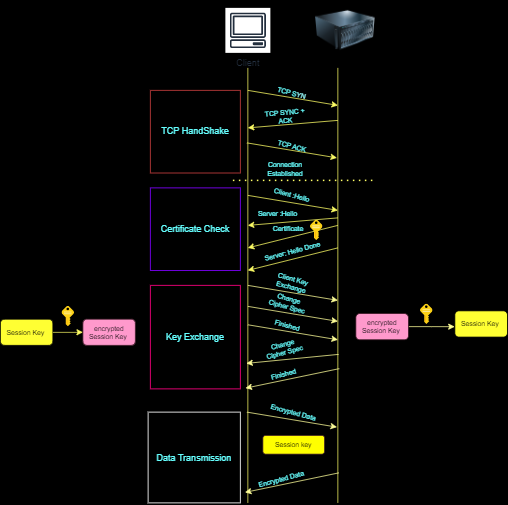 Client
TCP SYN
TCP SYNC +
ACK
TCP HandShake
TCP ACK
Connection
Established
Client :Hello
Server :Hello
Certificate
Certificate Check
Server: Hello Done
Client Key
Exchange
Change
Cipher Spec
Session Key
encrypted
Session Key
Finished
Key Exchange
encrypted
Session Key
Session Key
Change
Cipher Spec
Finished
Encrypted Date
Session key
Data Transmission
Encrypted Data